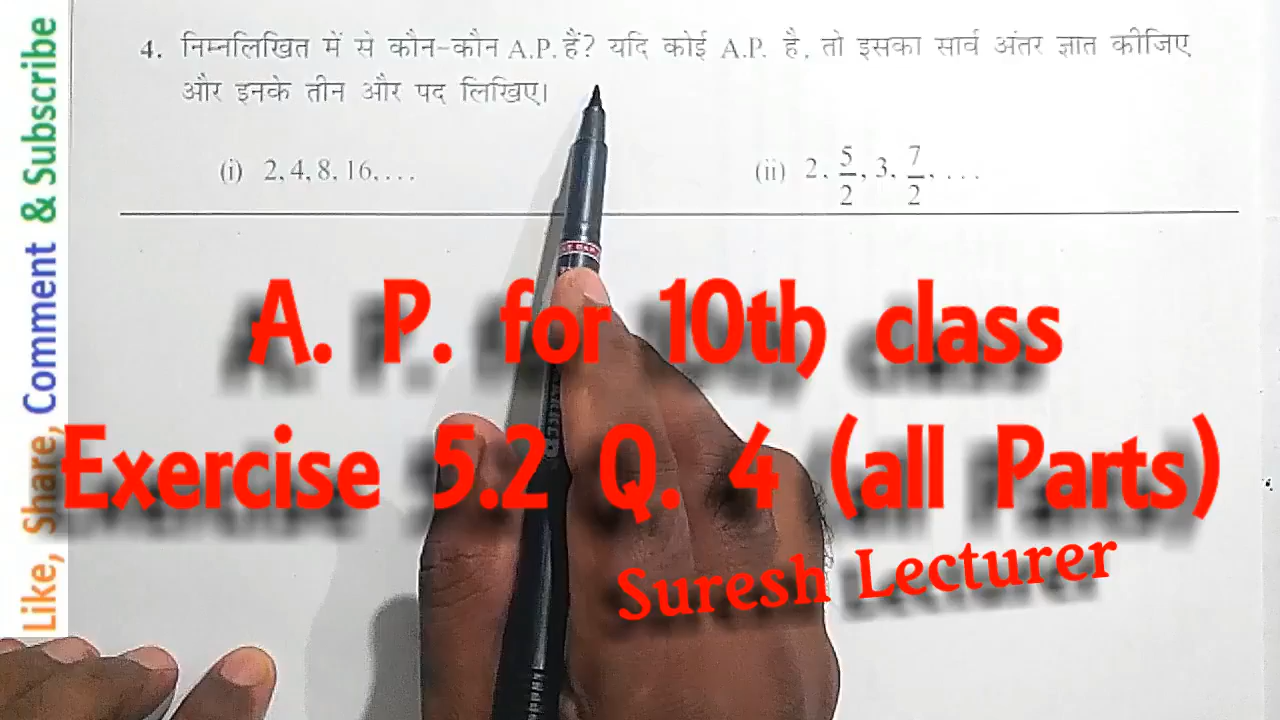 4. निम्नलिखित में से कौन-कौन A.P. हैं? यदि कोई A.P. है, तो इसका सार्व अंतर ज्ञात कीजिए
और इनके तीन और पद लिखिए।
(i) 2, 4, 8, 16, . . . (ii) 2, 5/2, 3, 7/2, . . .
A. P. for 10th class
Exercise 5.2 Q. 4 (all Parts)
Suresh Lecturer
Like, Share, Comment & Subscribe